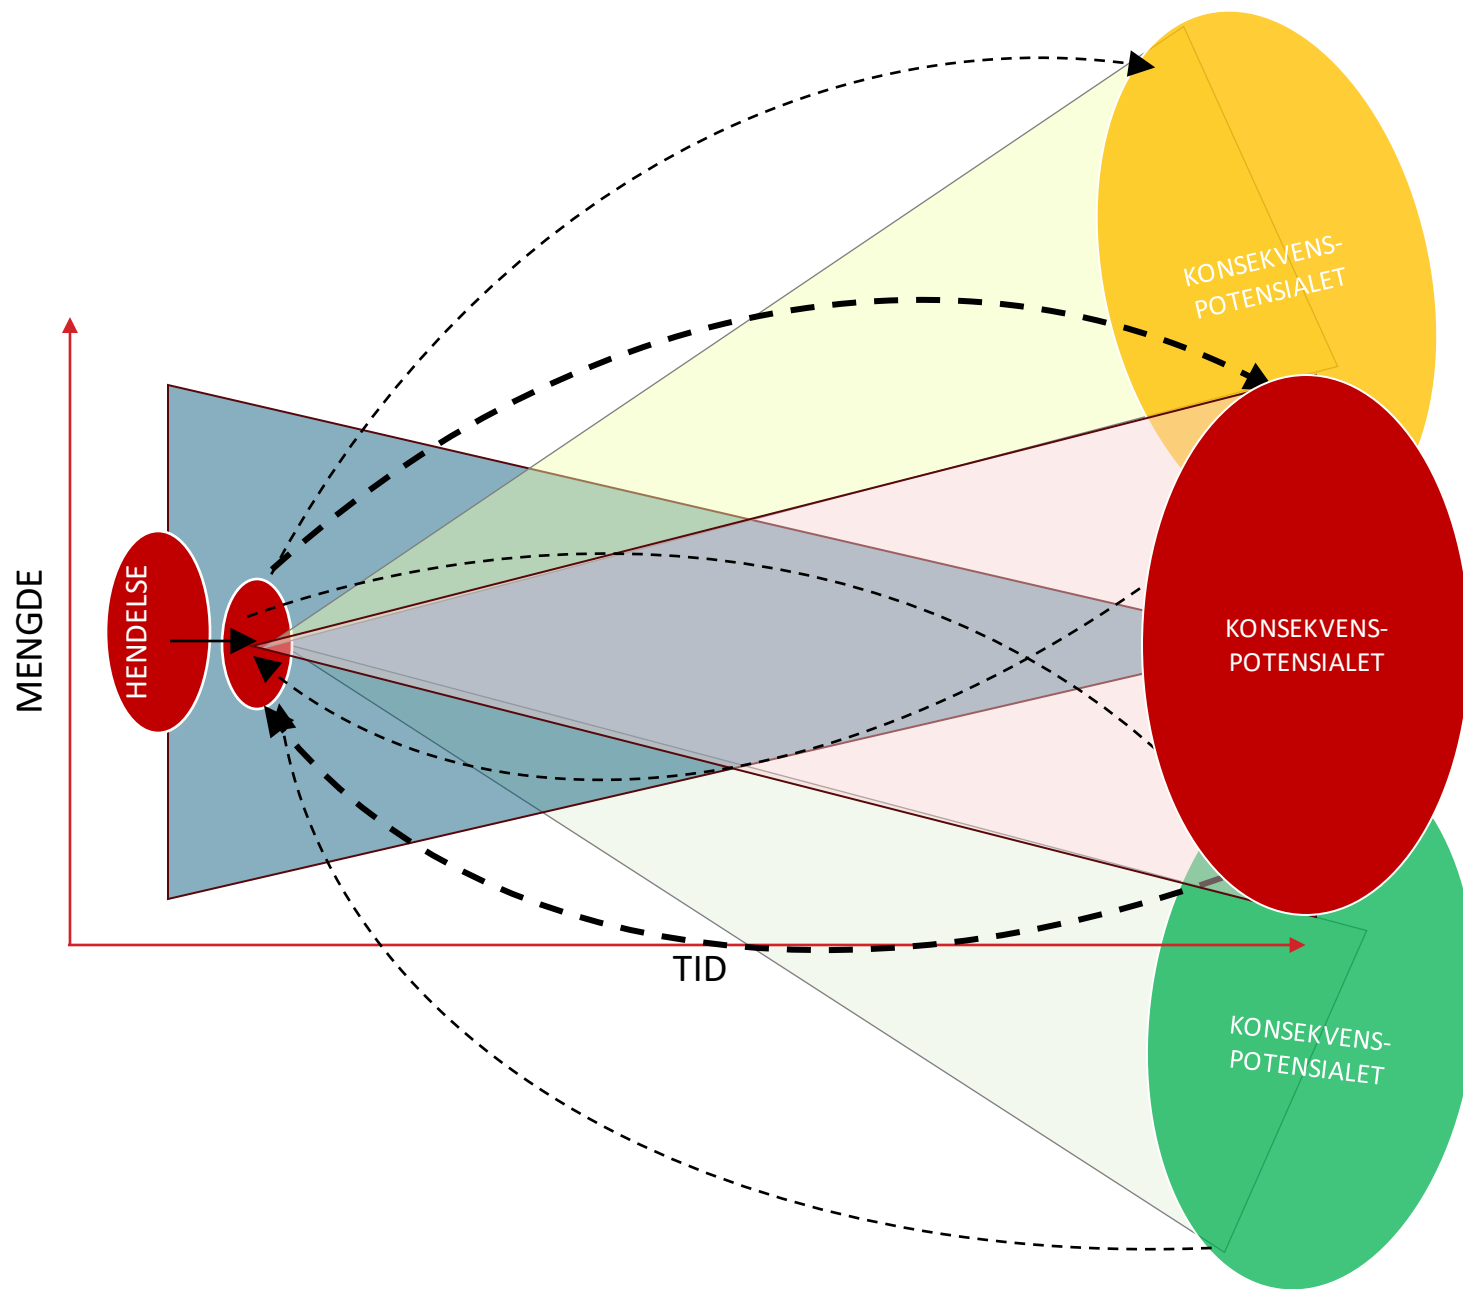 KONSEKVENS-
POTENSIALET
MENGDE
HENDELSE
KONSEKVENS-
POTENSIALET
TID
KONSEKVENS-
POTENSIALET